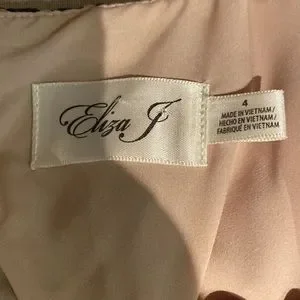 Eliza J
4
MADE IN VIETNAM/
HECHO EN VIETNAM/
FABRIQUÉ EN VIETNAM